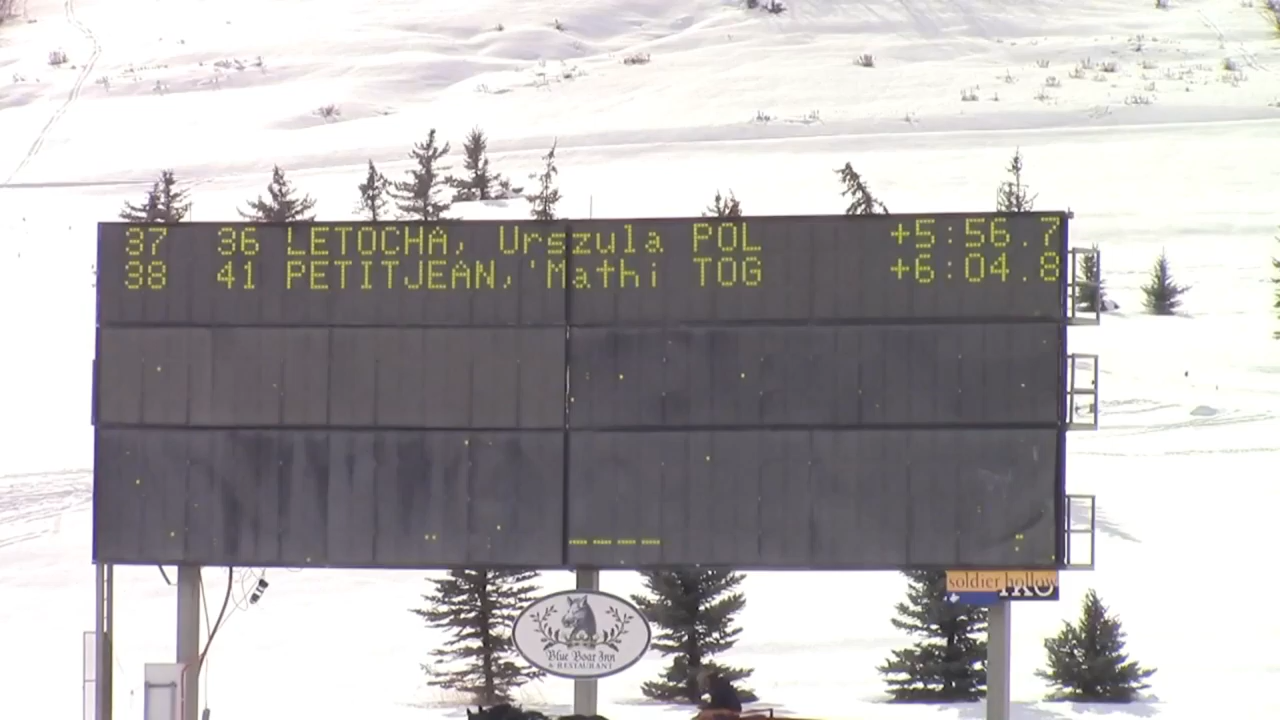 37 36 LETOCHA, Urszula POL +5:56.7
38 41 PETITJEAN, Mathi TOG +6:04.8
soldier hollow
Blue Boar Inn
& RESTAURANT